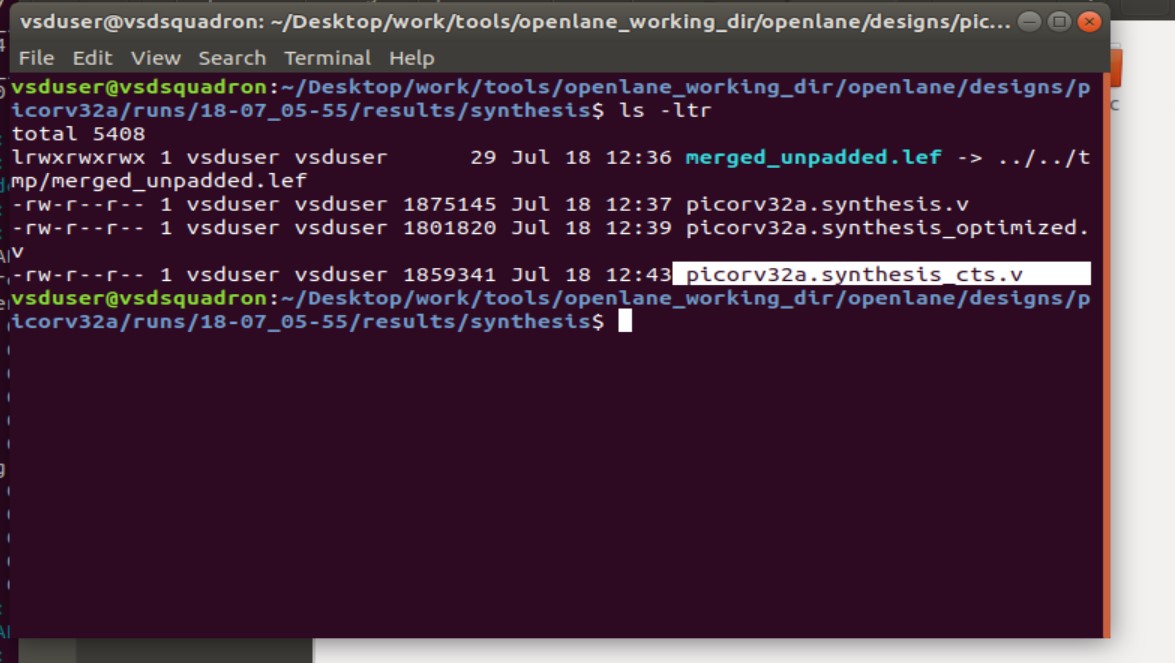 vsduser@vsdsquadron: ~/Desktop/work/tools/openlane_working_dir/openlane/designs/pic...
File Edit View Search Terminal Help
vsduser@vsdsquadron:~/Desktop/work/tools/openlane_working_dir/openlane/designs/p
icorv32a/runs/18-07_05-55/results/synthesis$ ls -ltr
total 5408
lrwxrwxrwx 1 vsduser vsduser      29 Jul 18 12:36 merged_unpadded.lef -> ../../t
mp/merged_unpadded.lef
-rw-r--r-- 1 vsduser vsduser 1875145 Jul 18 12:37 picorv32a.synthesis.v
-rw-r--r-- 1 vsduser vsduser 1801820 Jul 18 12:39 picorv32a.synthesis_optimized.
v
-rw-r--r-- 1 vsduser vsduser 1859341 Jul 18 12:43 picorv32a.synthesis_cts.v
vsduser@vsdsquadron:~/Desktop/work/tools/openlane_working_dir/openlane/designs/p
icorv32a/runs/18-07_05-55/results/synthesis$